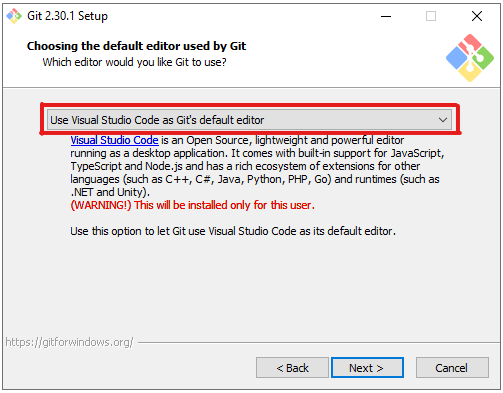 Git 2.30.1 Setup
Choosing the default editor used by Git
Which editor would you like Git to use?
Use Visual Studio Code as Git's default editor
Visual Studio Code is an Open Source, lightweight and powerful editor
running as a desktop application. It comes with built-in support for JavaScript,
TypeScript and Node.js and has a rich ecosystem of extensions for other
languages (such as C++, C#, Java, Python, PHP, Go) and runtimes (such as
.NET and Unity).
(WARNING!) This will be installed only for this user.
Use this option to let Git use Visual Studio Code as its default editor.
https://gitforwindows.org/
< Back
Next >
Cancel